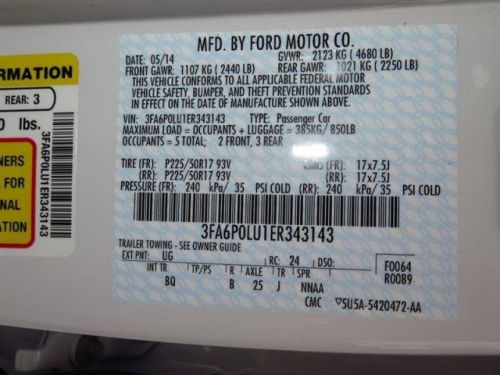 ORMATION
REAR: 3
0 lbs.
NERS
FOR
NAL
ATION
3FA6P0LU1ER343143
MFD. BY FORD MOTOR CO.
DATE: 05/14 GVWR: 2123 KG ( 4680 LB)
FRONT GAWR: 1107 KG ( 2440 LB) REAR GAWR: 1021 KG ( 2250 LB)
THIS VEHICLE CONFORMS TO ALL APPLICABLE FEDERAL MOTOR
VEHICLE SAFETY, BUMPER, AND THEFT PREVENTION STANDARDS
IN EFFECT ON THE DATE OF MANUFACTURE SHOWN ABOVE.
VIN: 3FA6P0LU1ER343143 TYPE: Passenger Car
MAXIMUM LOAD = OCCUPANTS + LUGGAGE = 385KG/ 850LB
OCCUPANTS = 5 TOTAL; 2 FRONT, 3 REAR
TIRE (FR): P225/50R17 93V RIMS (FR): 17x7.5J
(RR): P225/50R17 93V (RR): 17x7.5J
PRESSURE (FR): 240 kPa/ 35 PSI COLD (RR): 240 kPa/ 35 PSI COLD
3FA6P0LU1ER343143
TRAILER TOWING - SEE OWNER GUIDE
EXT PNT: UG RC: 24 DSO: F0064
INT TR TP/PS R AXLE TR SPR R0089
BQ B 25 J NNAA
CMC 5U5A-5420472-AA